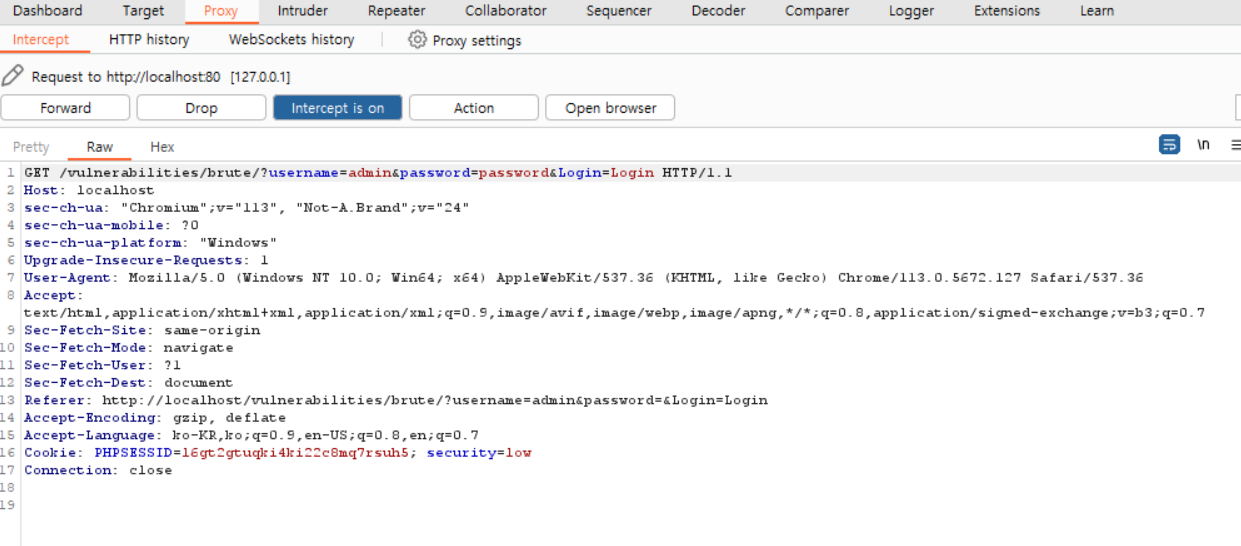 Dashboard Target Proxy Intruder Repeater Collaborator Sequencer Decoder Comparer Logger Extensions Learn
Intercept HTTP history WebSockets history Proxy settings
Request to http://localhost:80 [127.0.0.1]
Forward Drop Intercept is on Action Open browser
Pretty Raw Hex \n
1 GET /vulnerabilities/brute/?username=admin&password=password&Login=Login HTTP/1.1
2 Host: localhost
3 sec-ch-ua: "Chromium";v="113", "Not-A.Brand";v="24"
4 sec-ch-ua-mobile: ?0
5 sec-ch-ua-platform: "Windows"
6 Upgrade-Insecure-Requests: 1
7 User-Agent: Mozilla/5.0 (Windows NT 10.0; Win64; x64) AppleWebKit/537.36 (KHTML, like Gecko) Chrome/113.0.5672.127 Safari/537.36
8 Accept:
text/html,application/xhtml+xml,application/xml;q=0.9,image/avif,image/webp,image/apng,*/*;q=0.8,application/signed-exchange;v=b3;q=0.7
9 Sec-Fetch-Site: same-origin
10 Sec-Fetch-Mode: navigate
11 Sec-Fetch-User: ?1
12 Sec-Fetch-Dest: document
13 Referer: http://localhost/vulnerabilities/brute/?username=admin&password=&Login=Login
14 Accept-Encoding: gzip, deflate
15 Accept-Language: ko-KR,ko;q=0.9,en-US;q=0.8,en;q=0.7
16 Cookie: PHPSESSID=l6gt2gtuqki4ki22c8mq7rsuh5; security=low
17 Connection: close
18
19